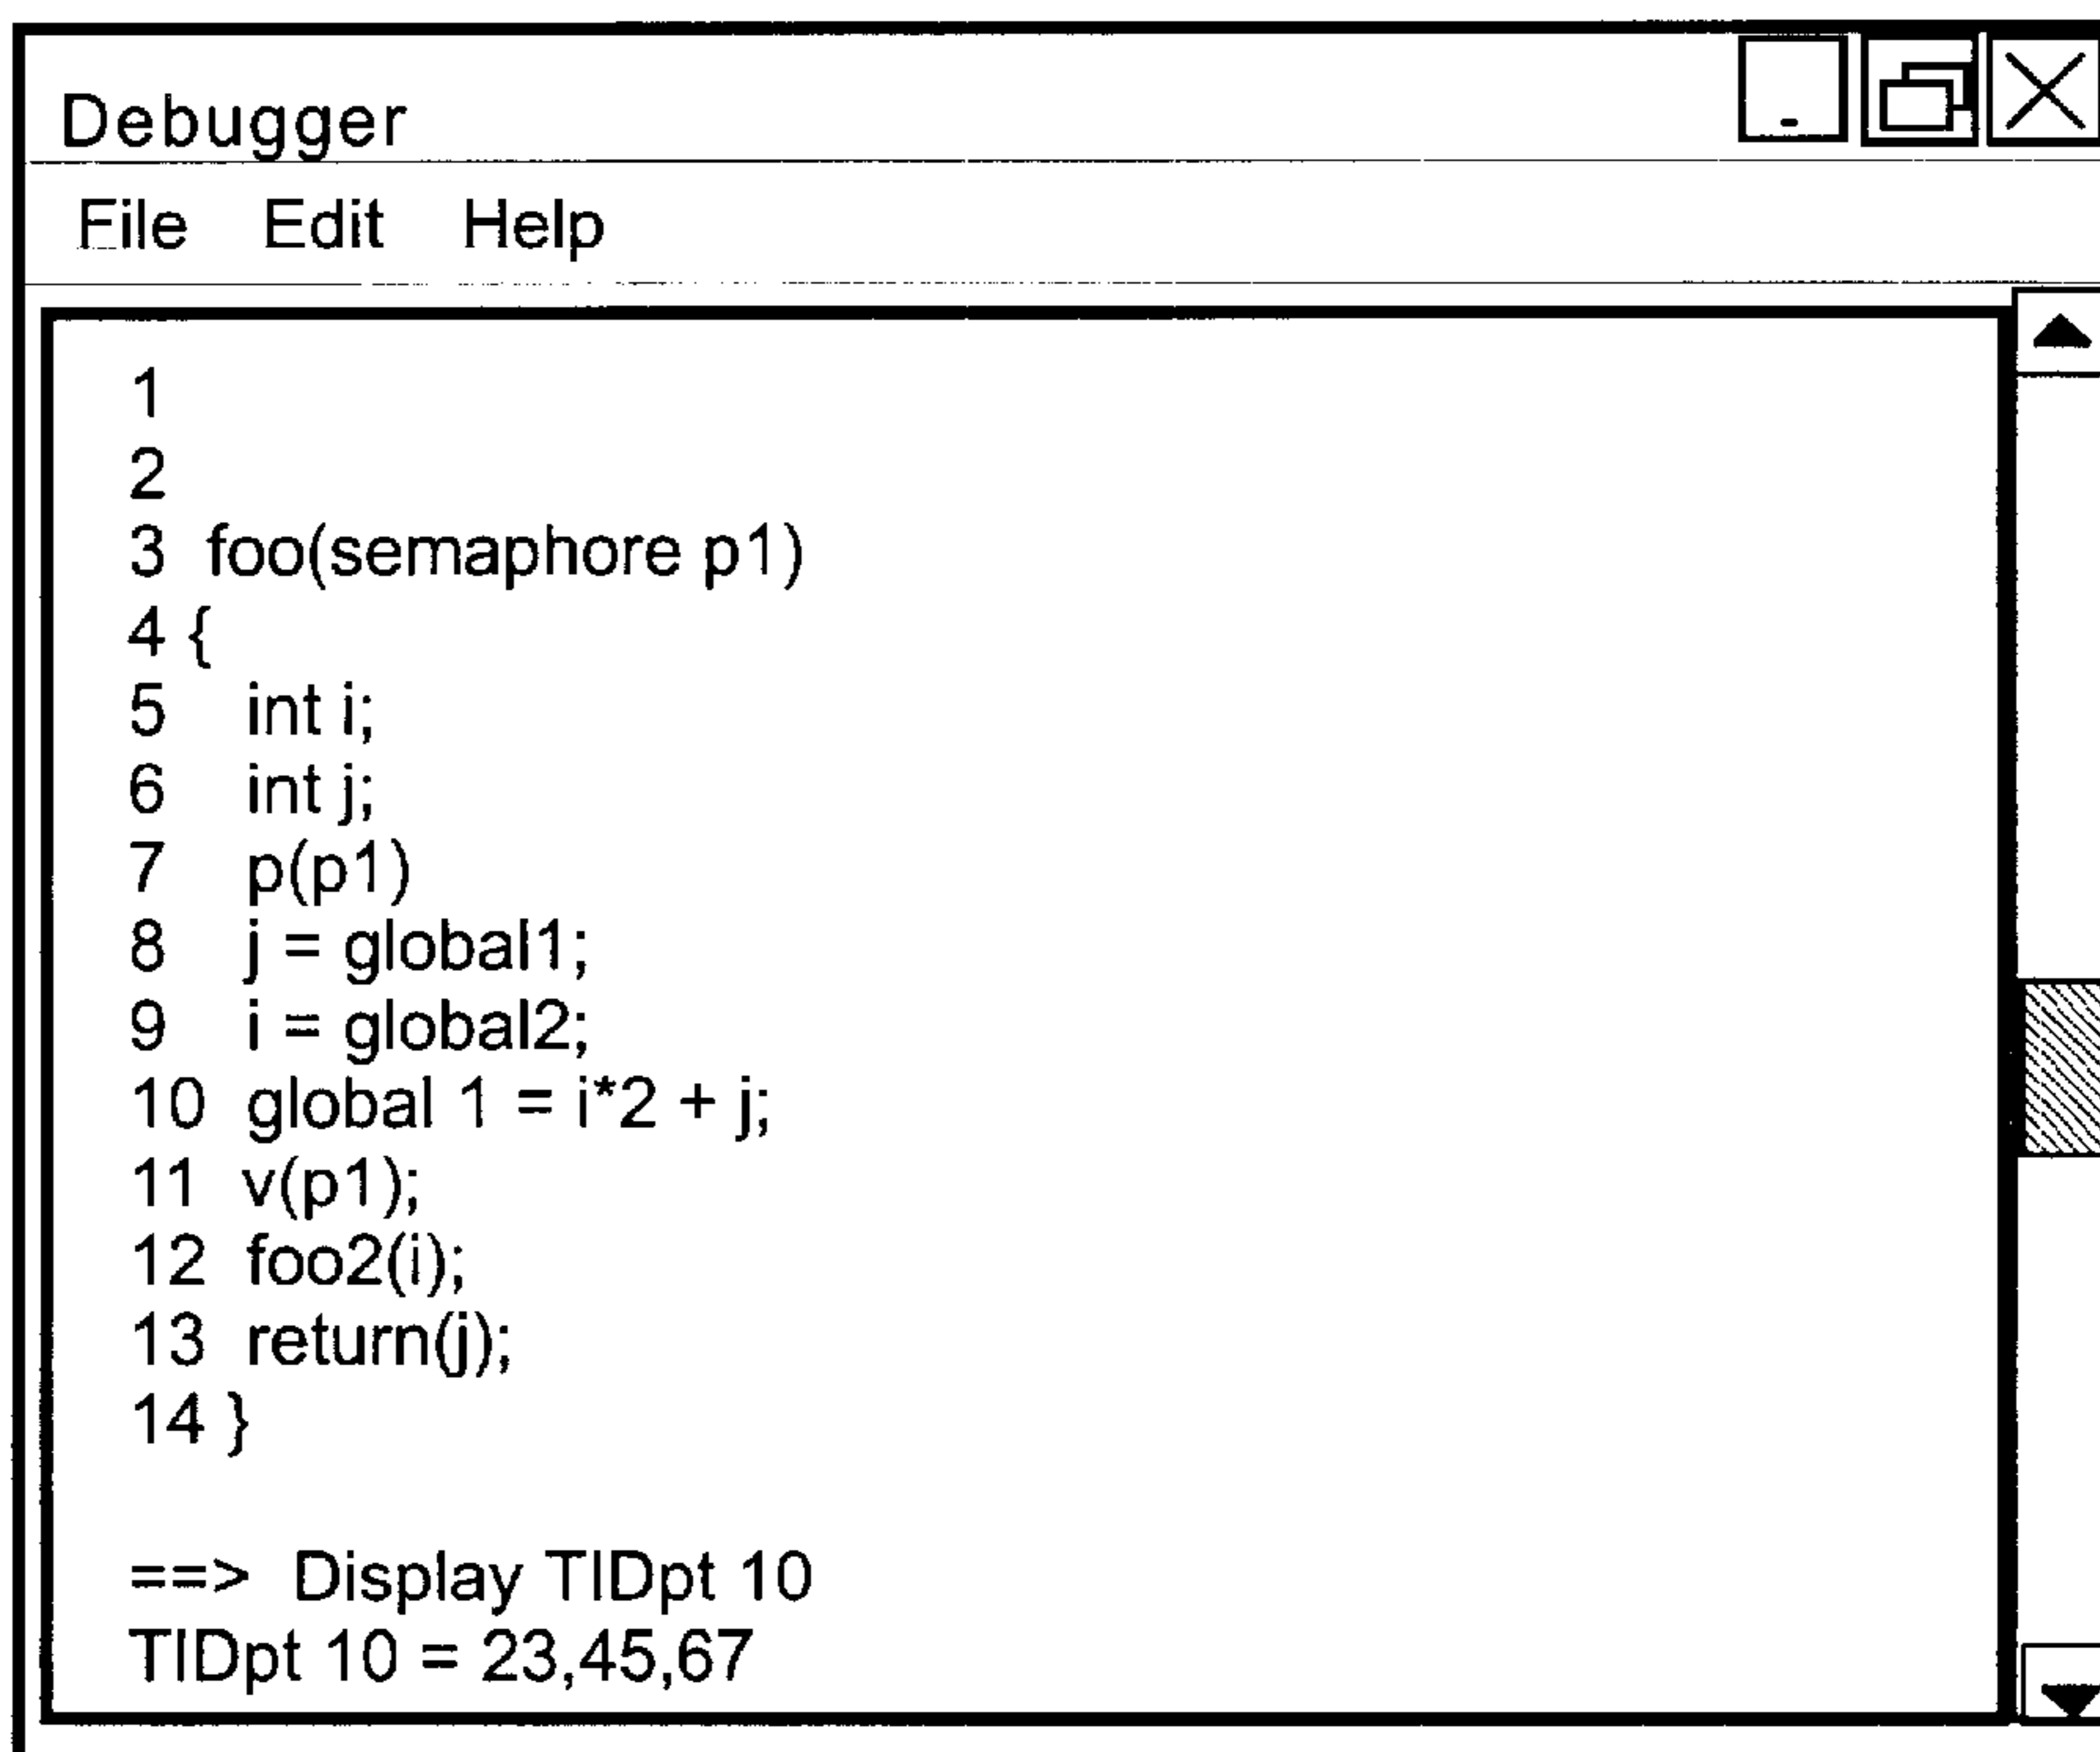 Debugger
File Edit Help
1
2
3 foo(semaphore p1)
4 {
5 int i;
6 int j;
7 p(p1)
8 j = global1;
9 i = global2;
10 global 1 = i*2 + j;
11 v(p1);
12 foo2(i);
13 return(j);
14 }
==> Display TIDpt 10
TIDpt 10 = 23,45,67